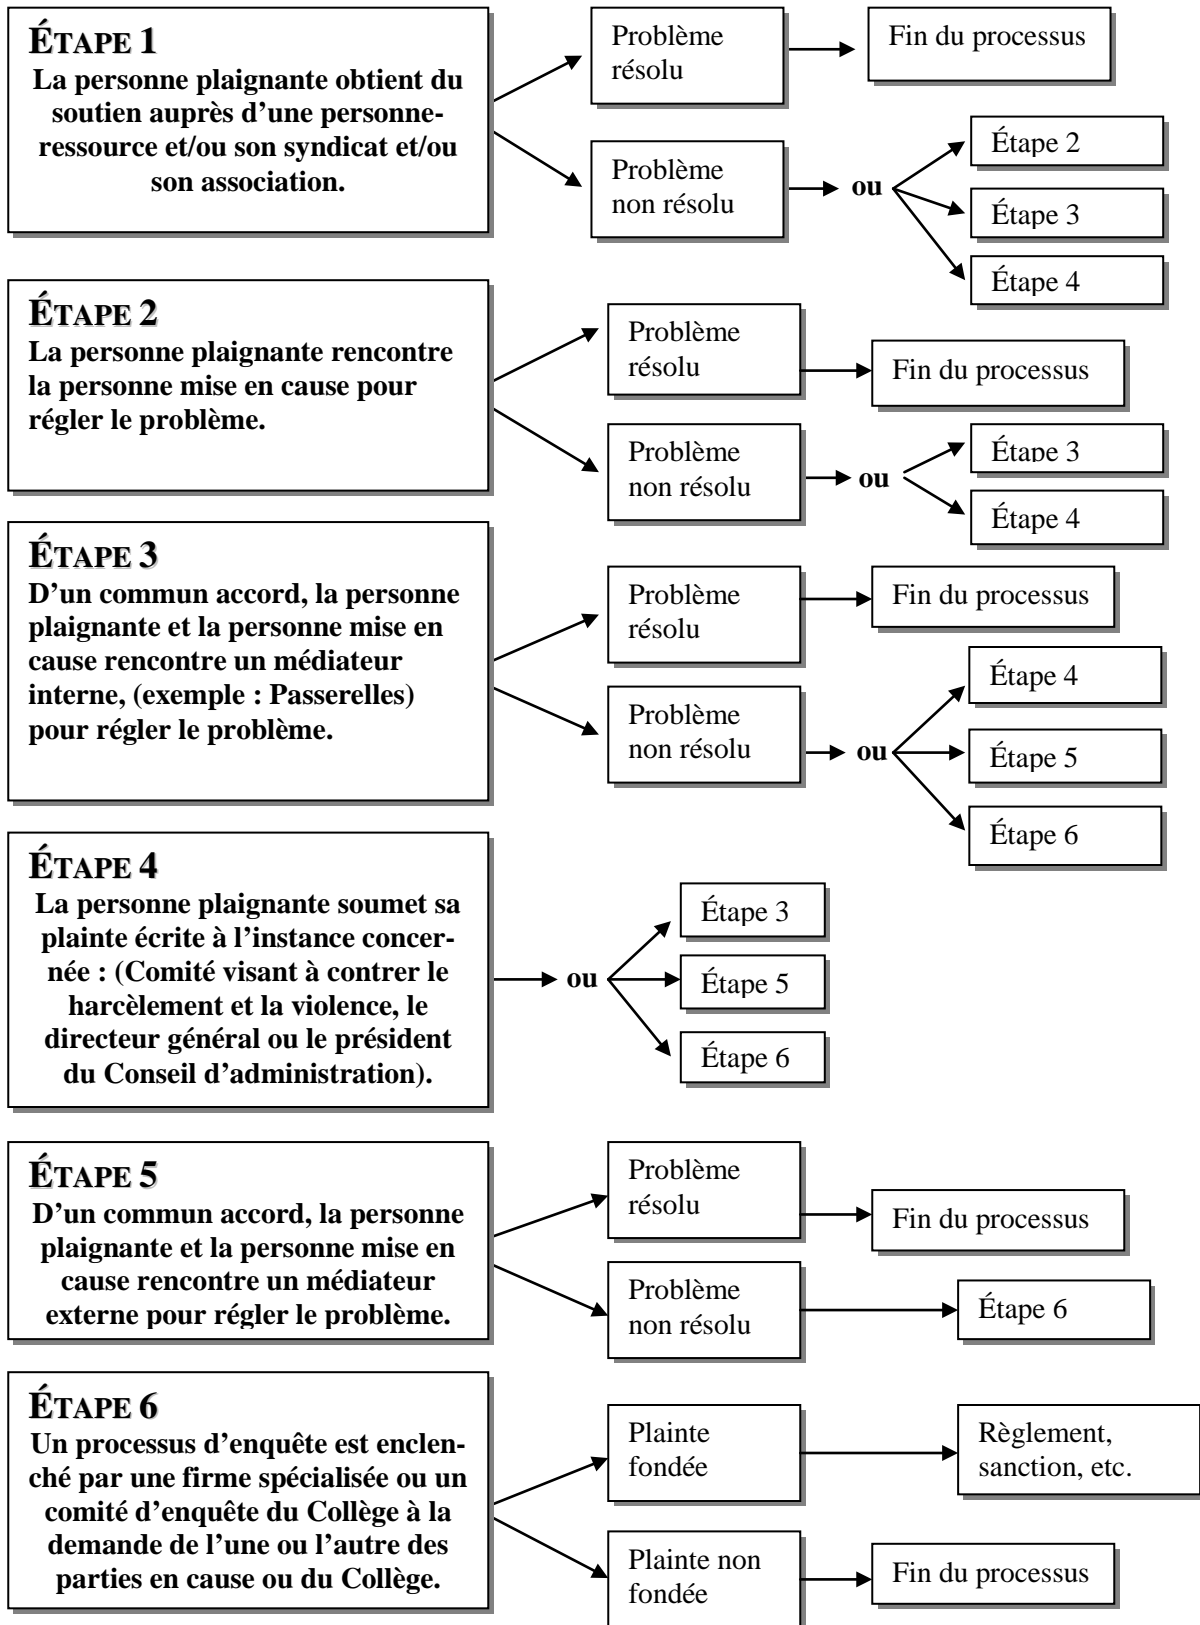 ÉTAPE 1
La personne plaignante obtient du
soutien auprès d’une personne-
ressource et/ou son syndicat et/ou
son association.
Problème
résolu
Fin du processus
Problème
non résolu
ou
Étape 2
Étape 3
Étape 4
ÉTAPE 2
La personne plaignante rencontre
la personne mise en cause pour
régler le problème.
Problème
résolu
Fin du processus
Problème
non résolu
ou
Étape 3
Étape 4
ÉTAPE 3
D’un commun accord, la personne
plaignante et la personne mise en
cause rencontre un médiateur
interne, (exemple : Passerelles)
pour régler le problème.
Problème
résolu
Fin du processus
Problème
non résolu
ou
Étape 4
Étape 5
Étape 6
ÉTAPE 4
La personne plaignante soumet sa
plainte écrite à l’instance concer-
née : (Comité visant à contrer le
harcèlement et la violence, le
directeur général ou le président
du Conseil d’administration).
ou
Étape 3
Étape 5
Étape 6
ÉTAPE 5
D’un commun accord, la personne
plaignante et la personne mise en
cause rencontre un médiateur
externe pour régler le problème.
Problème
résolu
Fin du processus
Problème
non résolu
Étape 6
ÉTAPE 6
Un processus d’enquête est enclen-
ché par une firme spécialisée ou un
comité d’enquête du Collège à la
demande de l’une ou l’autre des
parties en cause ou du Collège.
Plainte
fondée
Règlement,
sanction, etc.
Plainte non
fondée
Fin du processus